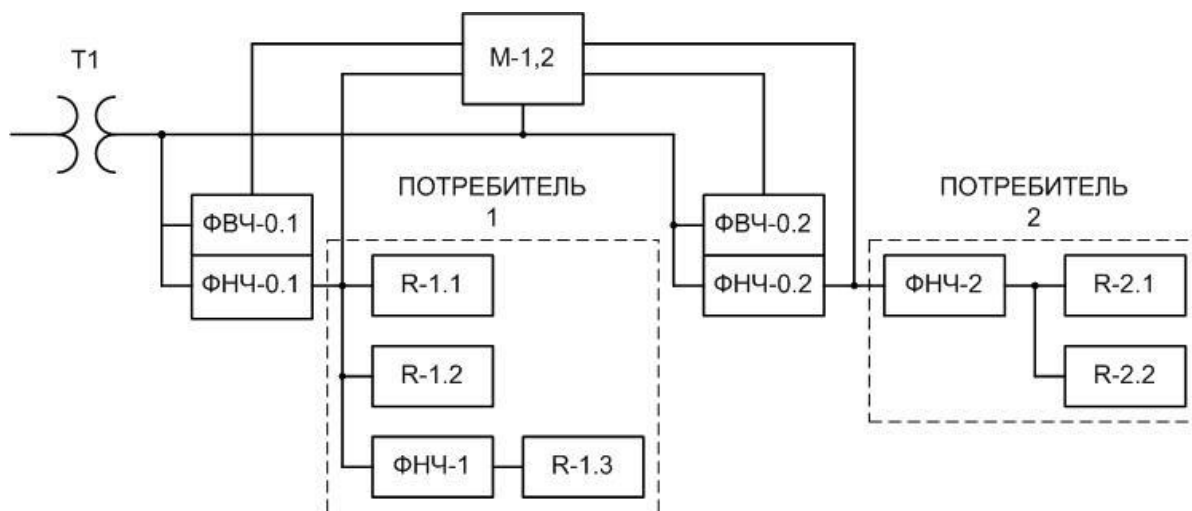 T1
М-1,2
ПОТРЕБИТЕЛЬ
1
ПОТРЕБИТЕЛЬ
2
ФВЧ-0.1
ФНЧ-0.1
R-1.1
R-1.2
ФНЧ-1
R-1.3
ФВЧ-0.2
ФНЧ-0.2
ФНЧ-2
R-2.1
R-2.2